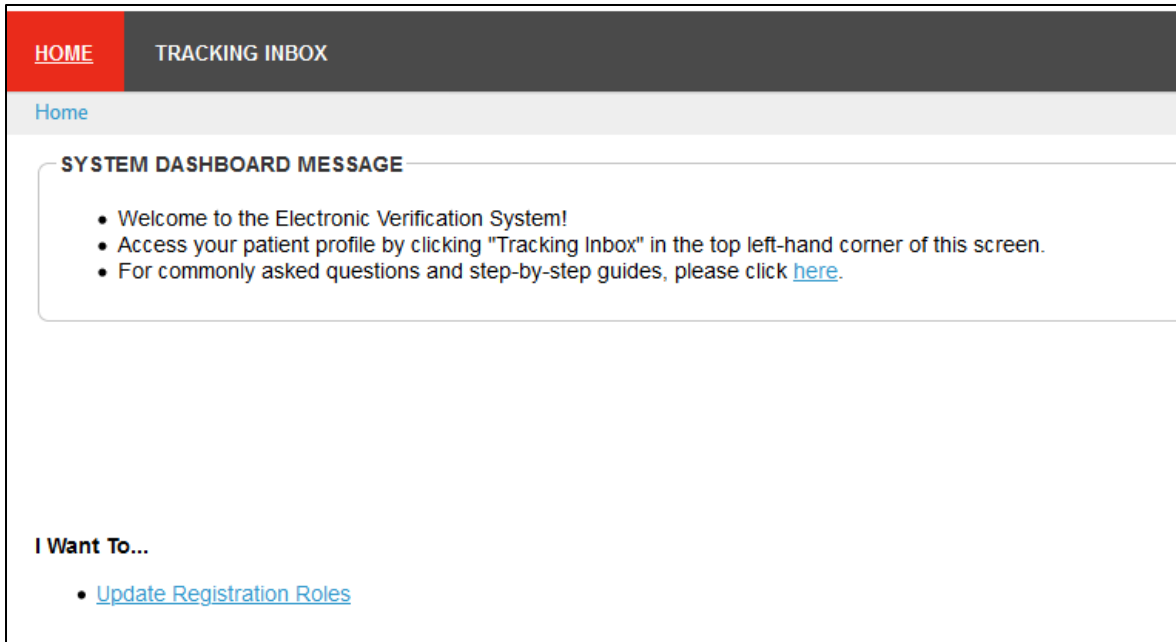 HOME TRACKING INBOX
Home
SYSTEM DASHBOARD MESSAGE
• Welcome to the Electronic Verification System!
• Access your patient profile by clicking "Tracking Inbox" in the top left-hand corner of this screen.
• For commonly asked questions and step-by-step guides, please click here.
I Want To...
• Update Registration Roles